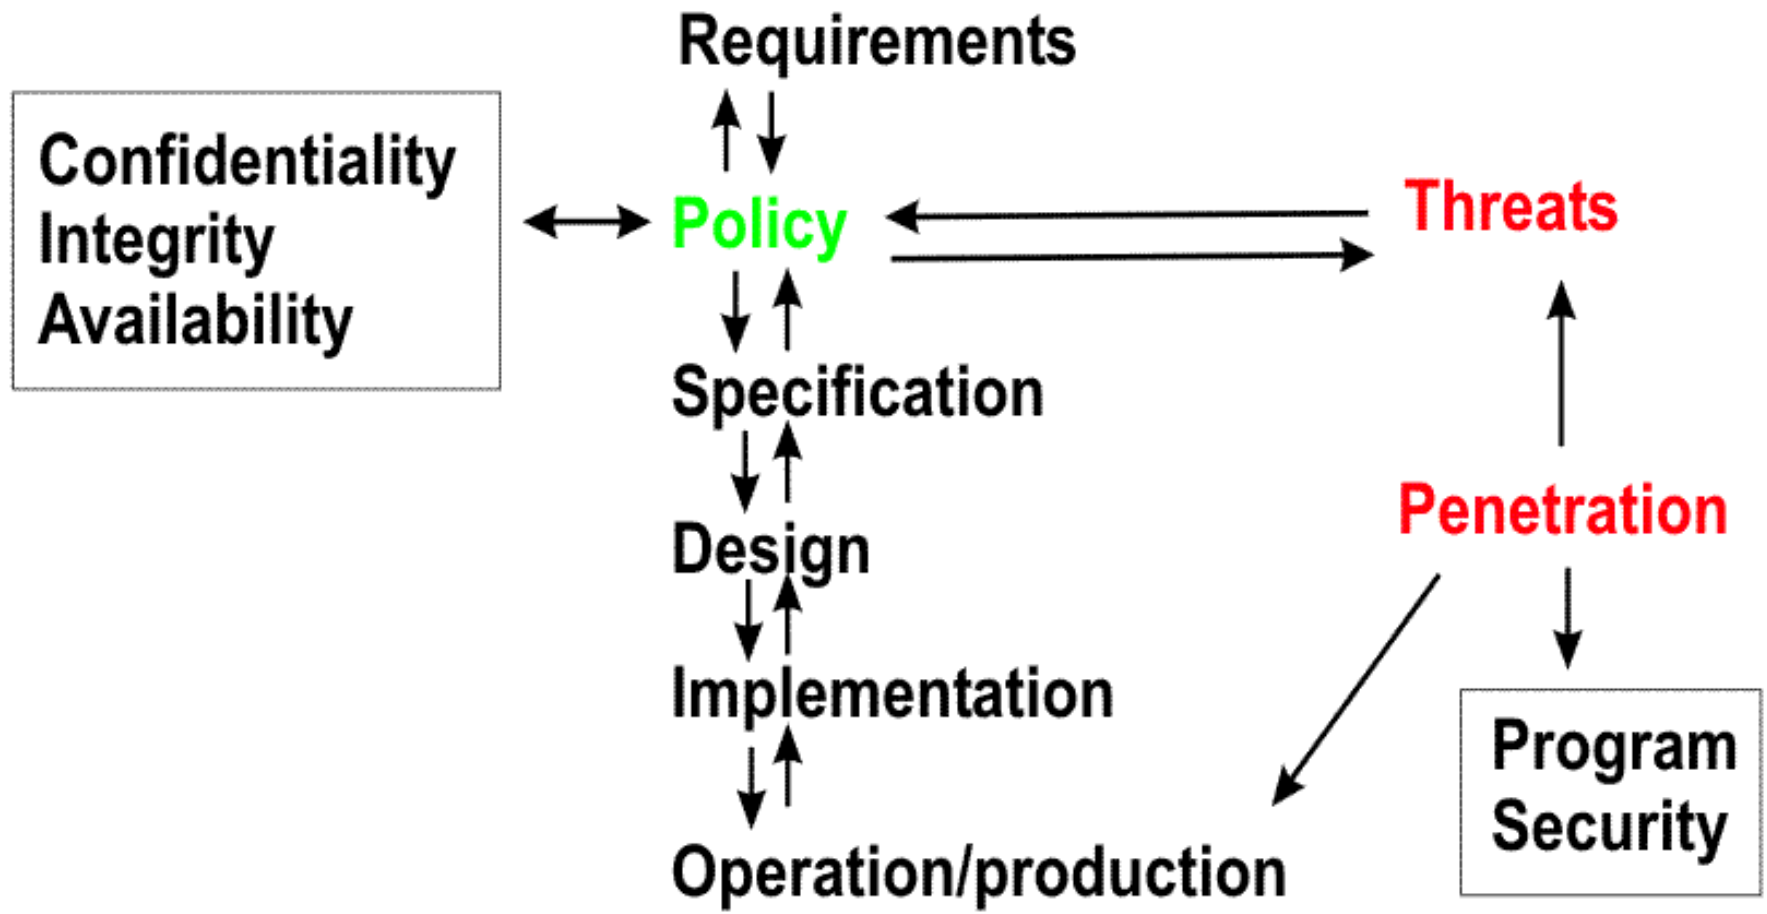 Requirements
Confidentiality
Integrity
Availability
Policy
Threats
Specification
Design
Penetration
Implementation
Program
Security
Operation/production